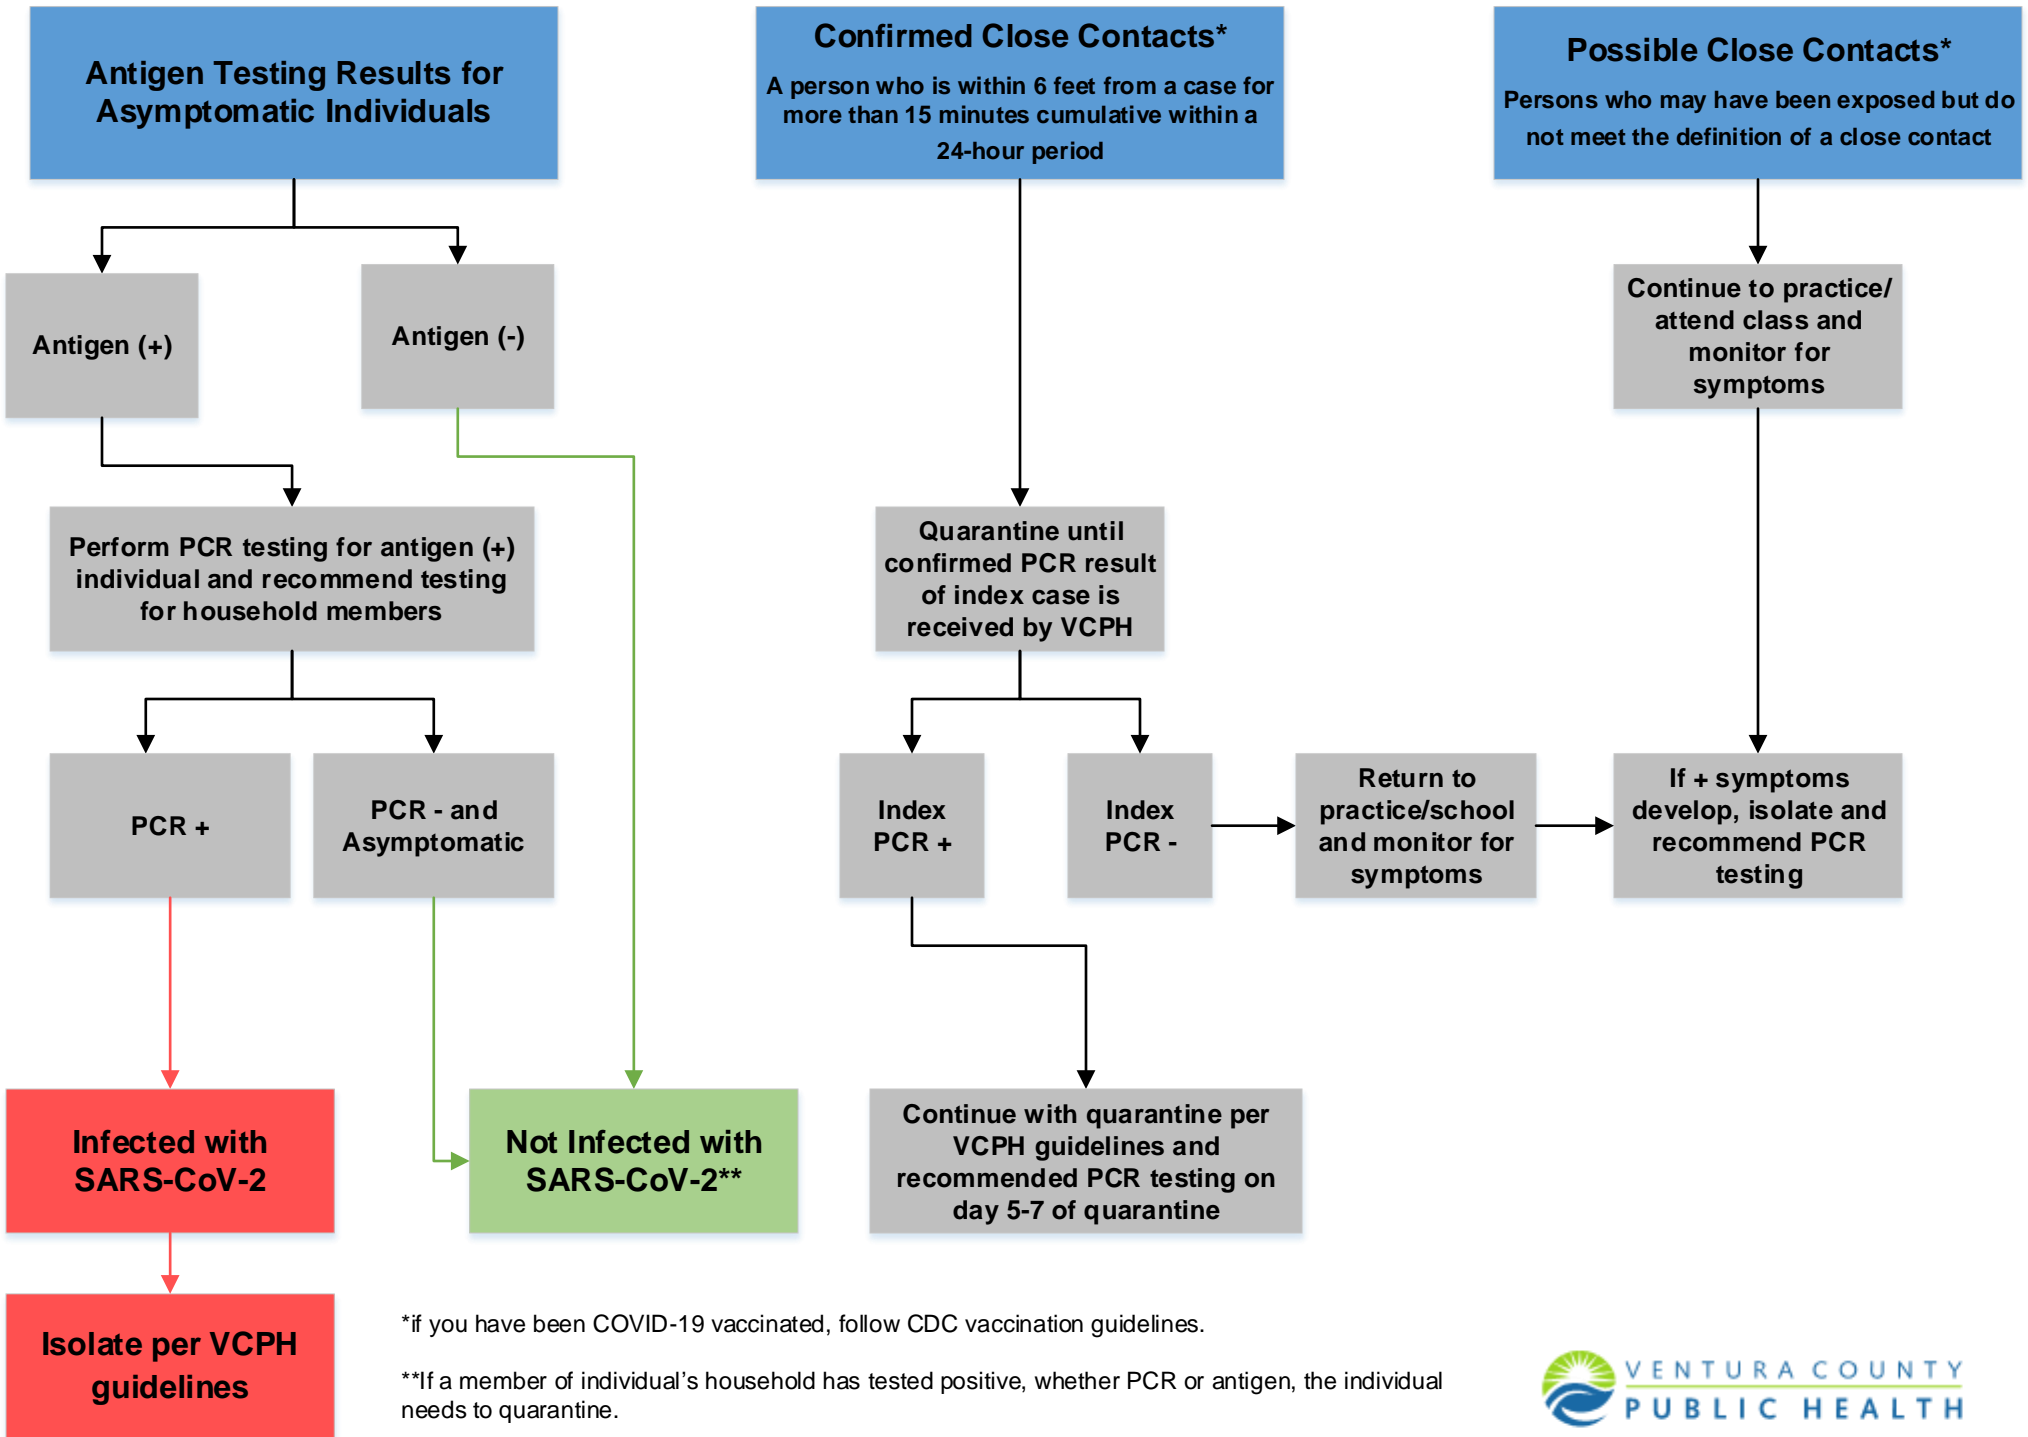 Antigen Testing Results for
Asymptomatic Individuals
Antigen (+)
Antigen (-)
Perform PCR testing for antigen (+)
individual and recommend testing
for household members
PCR +
PCR - and
Asymptomatic
Infected with
SARS-CoV-2
Not Infected with
SARS-CoV-2**
Isolate per VCPH
guidelines
Confirmed Close Contacts*
A person who is within 6 feet from a case for
more than 15 minutes cumulative within a
24-hour period
Quarantine until
confirmed PCR result
of index case is
received by VCPH
Index
PCR +
Index
PCR -
Return to
practice/school
and monitor for
symptoms
Continue with quarantine per
VCPH guidelines and
recommended PCR testing on
day 5-7 of quarantine
Possible Close Contacts*
Persons who may have been exposed but do
not meet the definition of a close contact
Continue to practice/
attend class and
monitor for
symptoms
If + symptoms
develop, isolate and
recommend PCR
testing
*if you have been COVID-19 vaccinated, follow CDC vaccination guidelines.
**If a member of individual's household has tested positive, whether PCR or antigen, the individual
needs to quarantine.
VENTURA COUNTY
PUBLIC HEALTH